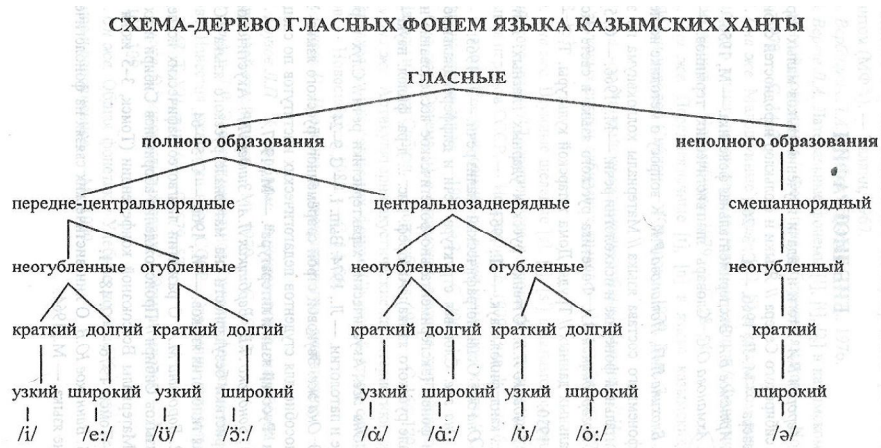 СХЕМА-ДЕРЕВО ГЛАСНЫХ ФОНЕМ ЯЗЫКА КАЗЫМСКИХ ХАНТЫ
ГЛАСНЫЕ
полного образования неполного образования
передне-центральнорядные центральнозаднерядные смешаннорядный
неогубленные огубленные неогубленные огубленные неогубленный
краткий долгий краткий долгий краткий долгий краткий долгий краткий
узкий широкий узкий широкий узкий широкий узкий широкий широкий
/i/ /e:/ /ʊ̈/ /ɔ̈:/ /ɑ̇/ /ɑ̇:/ /ʊ̇/ /ȯ:/ /ə/